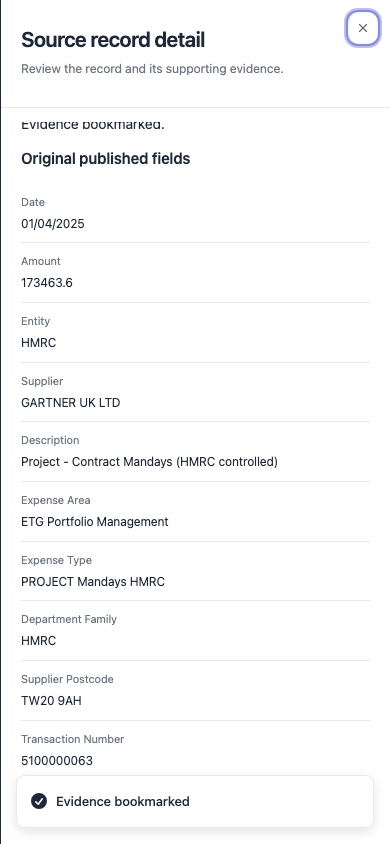 Source record detail
Review the record and its supporting evidence.
Evidence bookmarked.
Original published fields
Date
01/04/2025
Amount
173463.6
Entity
HMRC
Supplier
GARTNER UK LTD
Description
Project - Contract Mandays (HMRC controlled)
Expense Area
ETG Portfolio Management
Expense Type
PROJECT Mandays HMRC
Department Family
HMRC
Supplier Postcode
TW20 9AH
Transaction Number
5100000063
Evidence bookmarked